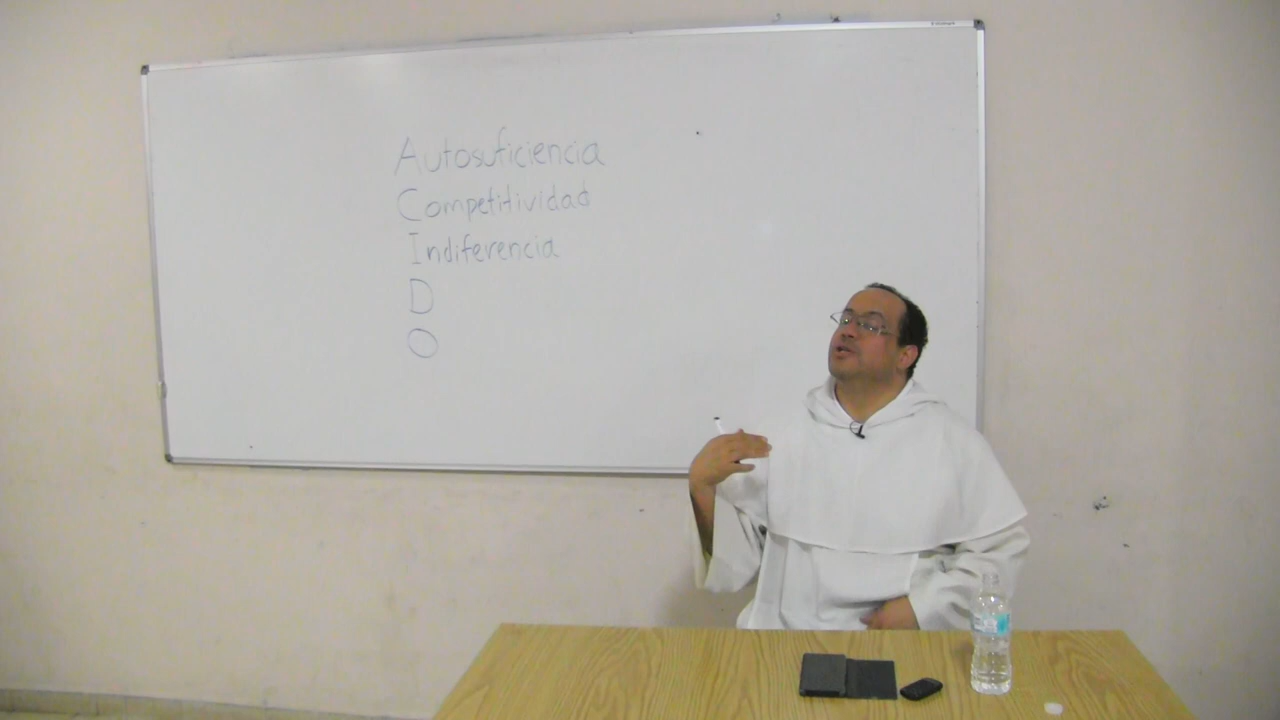 Autosuficiencia
Competitividad
Indiferencia
D
O